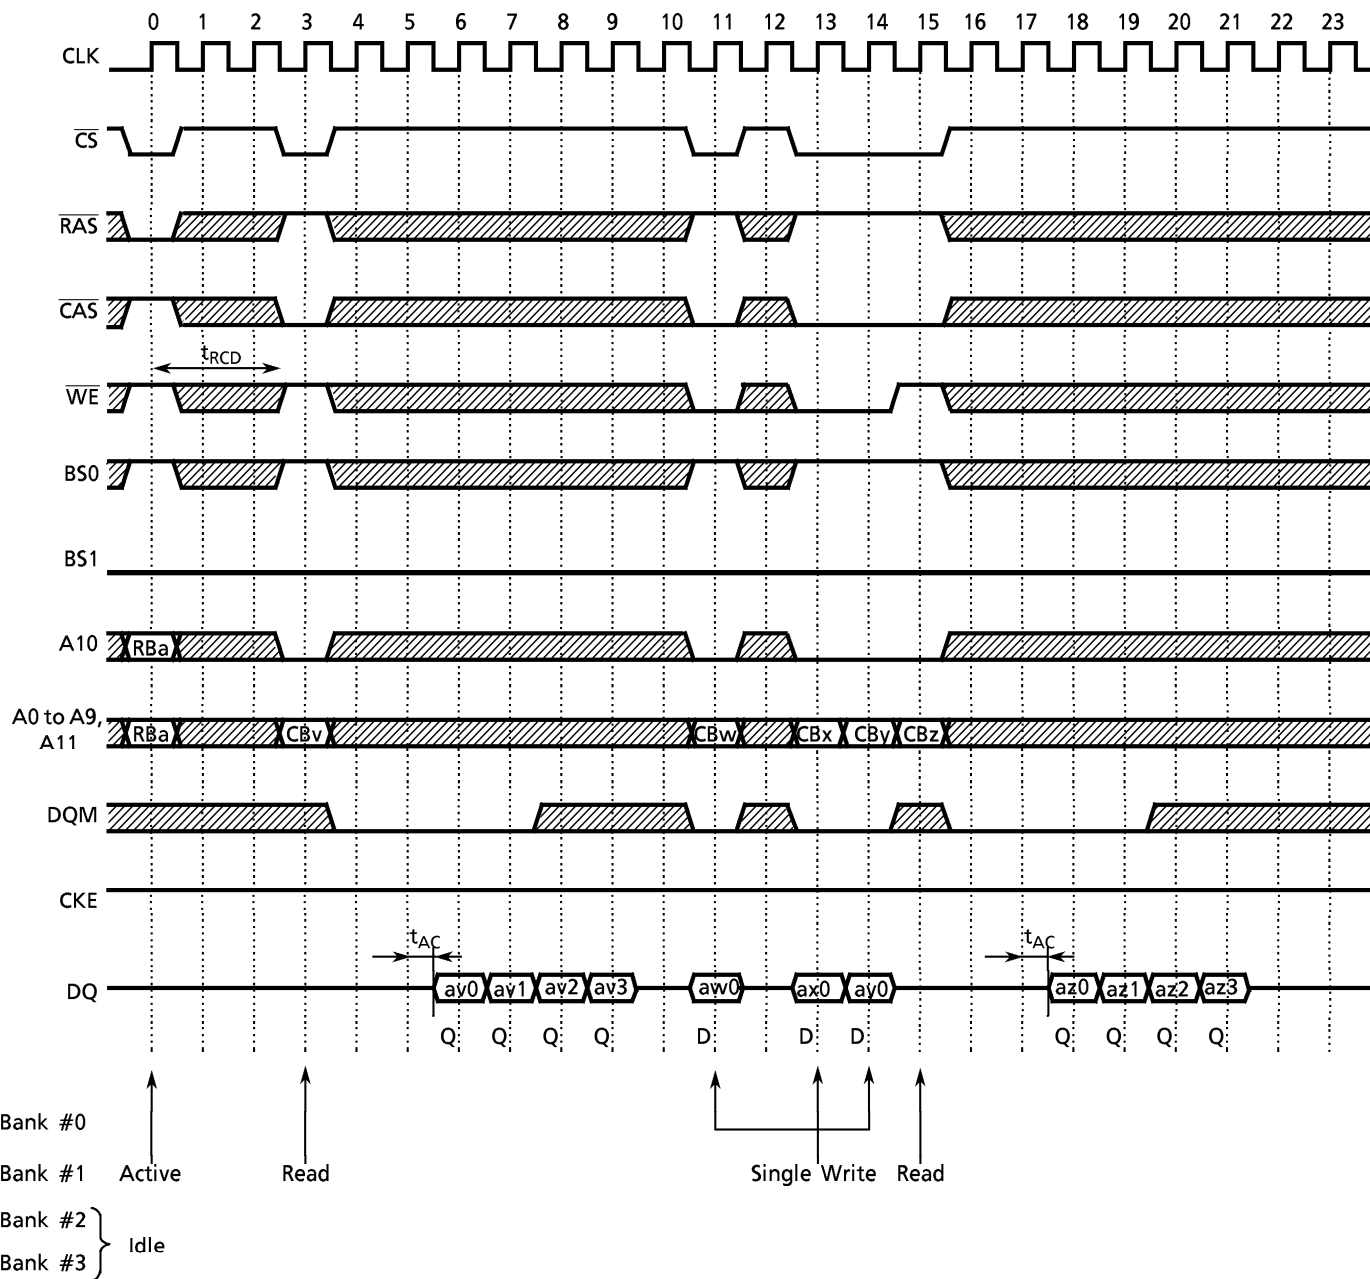 0 1 2 3 4 5 6 7 8 9 10 11 12 13 14 15 16 17 18 19 20 21 22 23
CLK
CS
RAS
CAS
tRCD
WE
BS0
BS1
A10 RBa
A0 to A9, A11 RBa CBv CBw CBx CBy CBz
DQM
CKE
tAC tAC
DQ av0 av1 av2 av3 aw0 ax0 ay0 az0 az1 az2 az3
Q Q Q Q D D D Q Q Q Q
Bank #0
Bank #1 Active Read Single Write Read
Bank #2
Idle
Bank #3